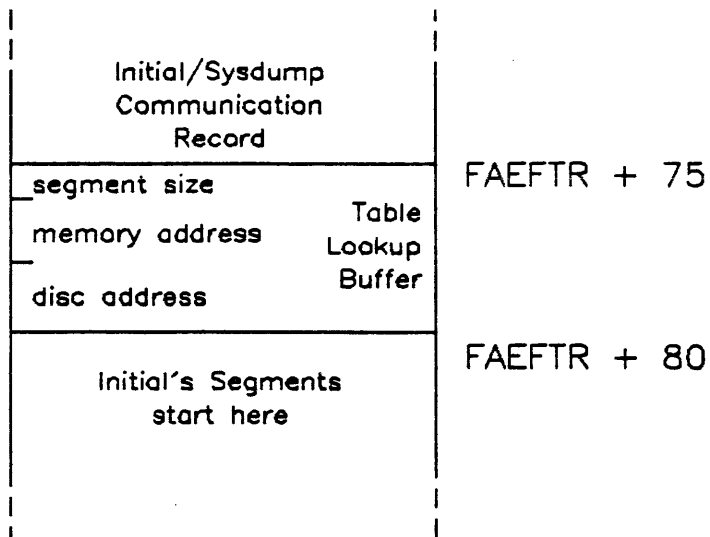 Initial/Sysdump
Communication
Record
FAEFTR + 75
segment size
Table
memory address
Lookup
Buffer
disc address
FAEFTR + 80
Initial's Segments
start here